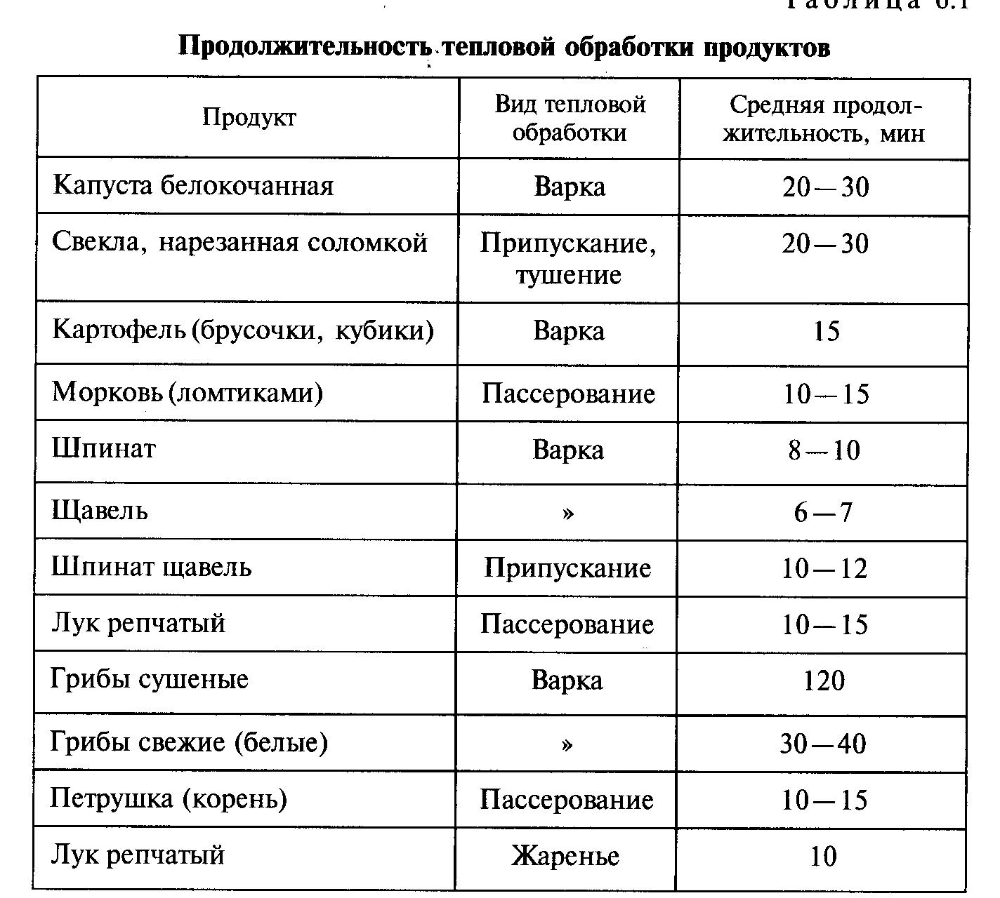 Таблица 6.1
Продолжительность тепловой обработки продуктов
Продукт
Вид тепловой
обработки
Средняя продол-
жительность, мин
Капуста белокочанная
Варка
20—30
Свекла, нарезанная соломкой
Припускание,
тушение
20—30
Картофель (брусочки, кубики)
Варка
15
Морковь (ломтиками)
Пассерование
10—15
Шпинат
Варка
8—10
Щавель
»
6—7
Шпинат щавель
Припускание
10—12
Лук репчатый
Пассерование
10—15
Грибы сушеные
Варка
120
Грибы свежие (белые)
»
30—40
Петрушка (корень)
Пассерование
10—15
Лук репчатый
Жаренье
10